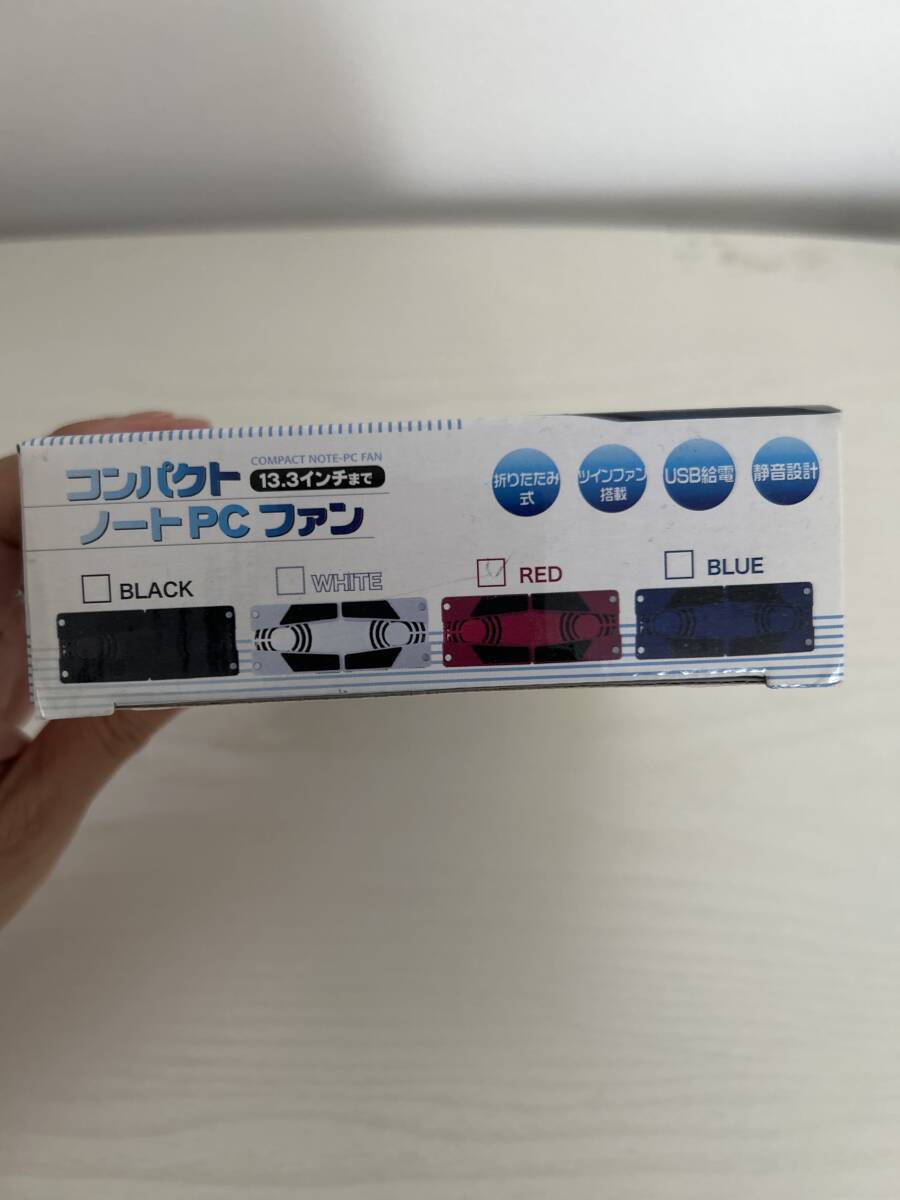 COMPACT NOTE-PC FAN
コンパクト 13.3インチまで
ノートPC ファン
折りたたみ
式
ツインファン
搭載
USB給電
静音設計
BLACK
WHITE
RED
BLUE